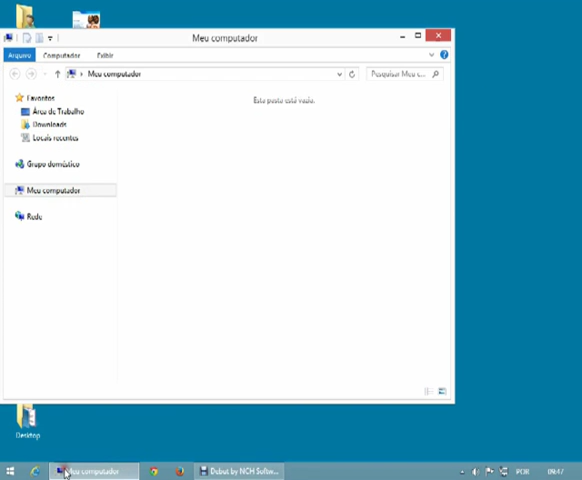 Meu computador
Arquivo Computador Exibir
Meu computador Pesquisar Meu c...
Favoritos
Área de Trabalho
Downloads
Locais recentes
Grupo doméstico
Meu computador
Rede
Esta pasta está vazia.
Desktop
Meu computador Debut by NCH Softw... POR 09:47